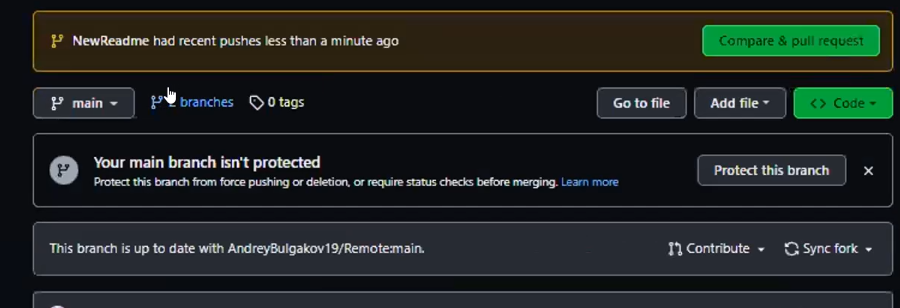 NewReadme had recent pushes less than a minute ago
Compare & pull request
main
branches
0 tags
Go to file
Add file
Code
Your main branch isn't protected
Protect this branch from force pushing or deletion, or require status checks before merging. Learn more
Protect this branch
This branch is up to date with AndreyBulgakov19/Remote:main.
Contribute
Sync fork